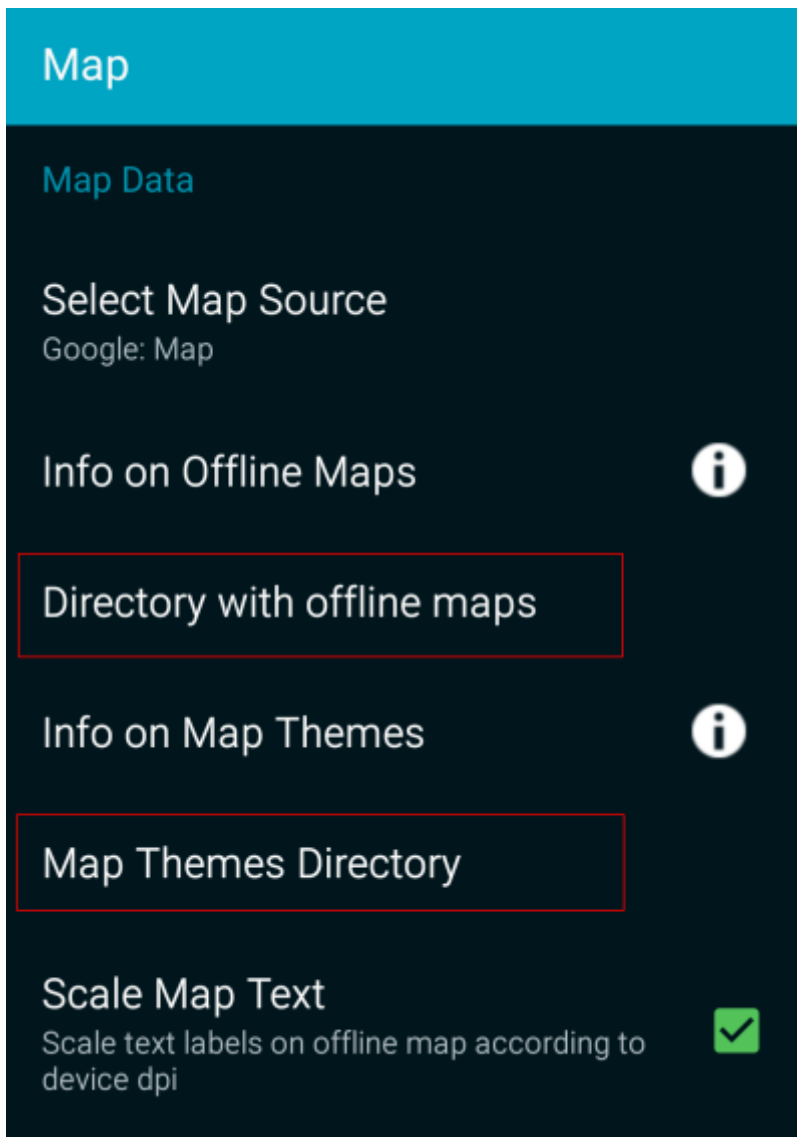 Map
Map Data
Select Map Source
Google: Map
Info on Offline Maps
Directory with offline maps
Info on Map Themes
Map Themes Directory
Scale Map Text
Scale text labels on offline map according to
device dpi